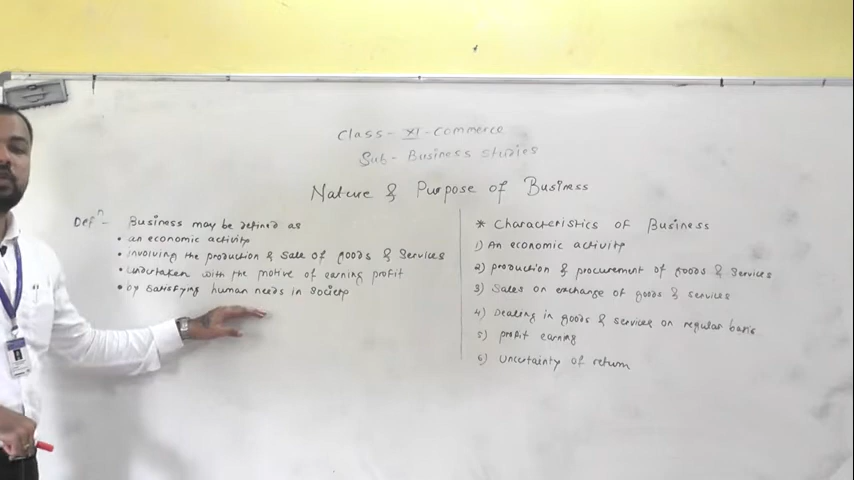 Class- XI-Commerce
Sub- Business Studies
Nature & Purpose of Business
Defn- Business may be defined as
• an economic activity
• involving the production & sale of goods & services
• undertaken with the motive of earning profit
• by satisfying human needs in society
* Characteristics of Business
1) An economic activity
2) production & procurement of goods & services
3) Sales or exchange of goods & services
4) Dealing in goods & services on regular basis
5) profit earning
6) uncertainty of return